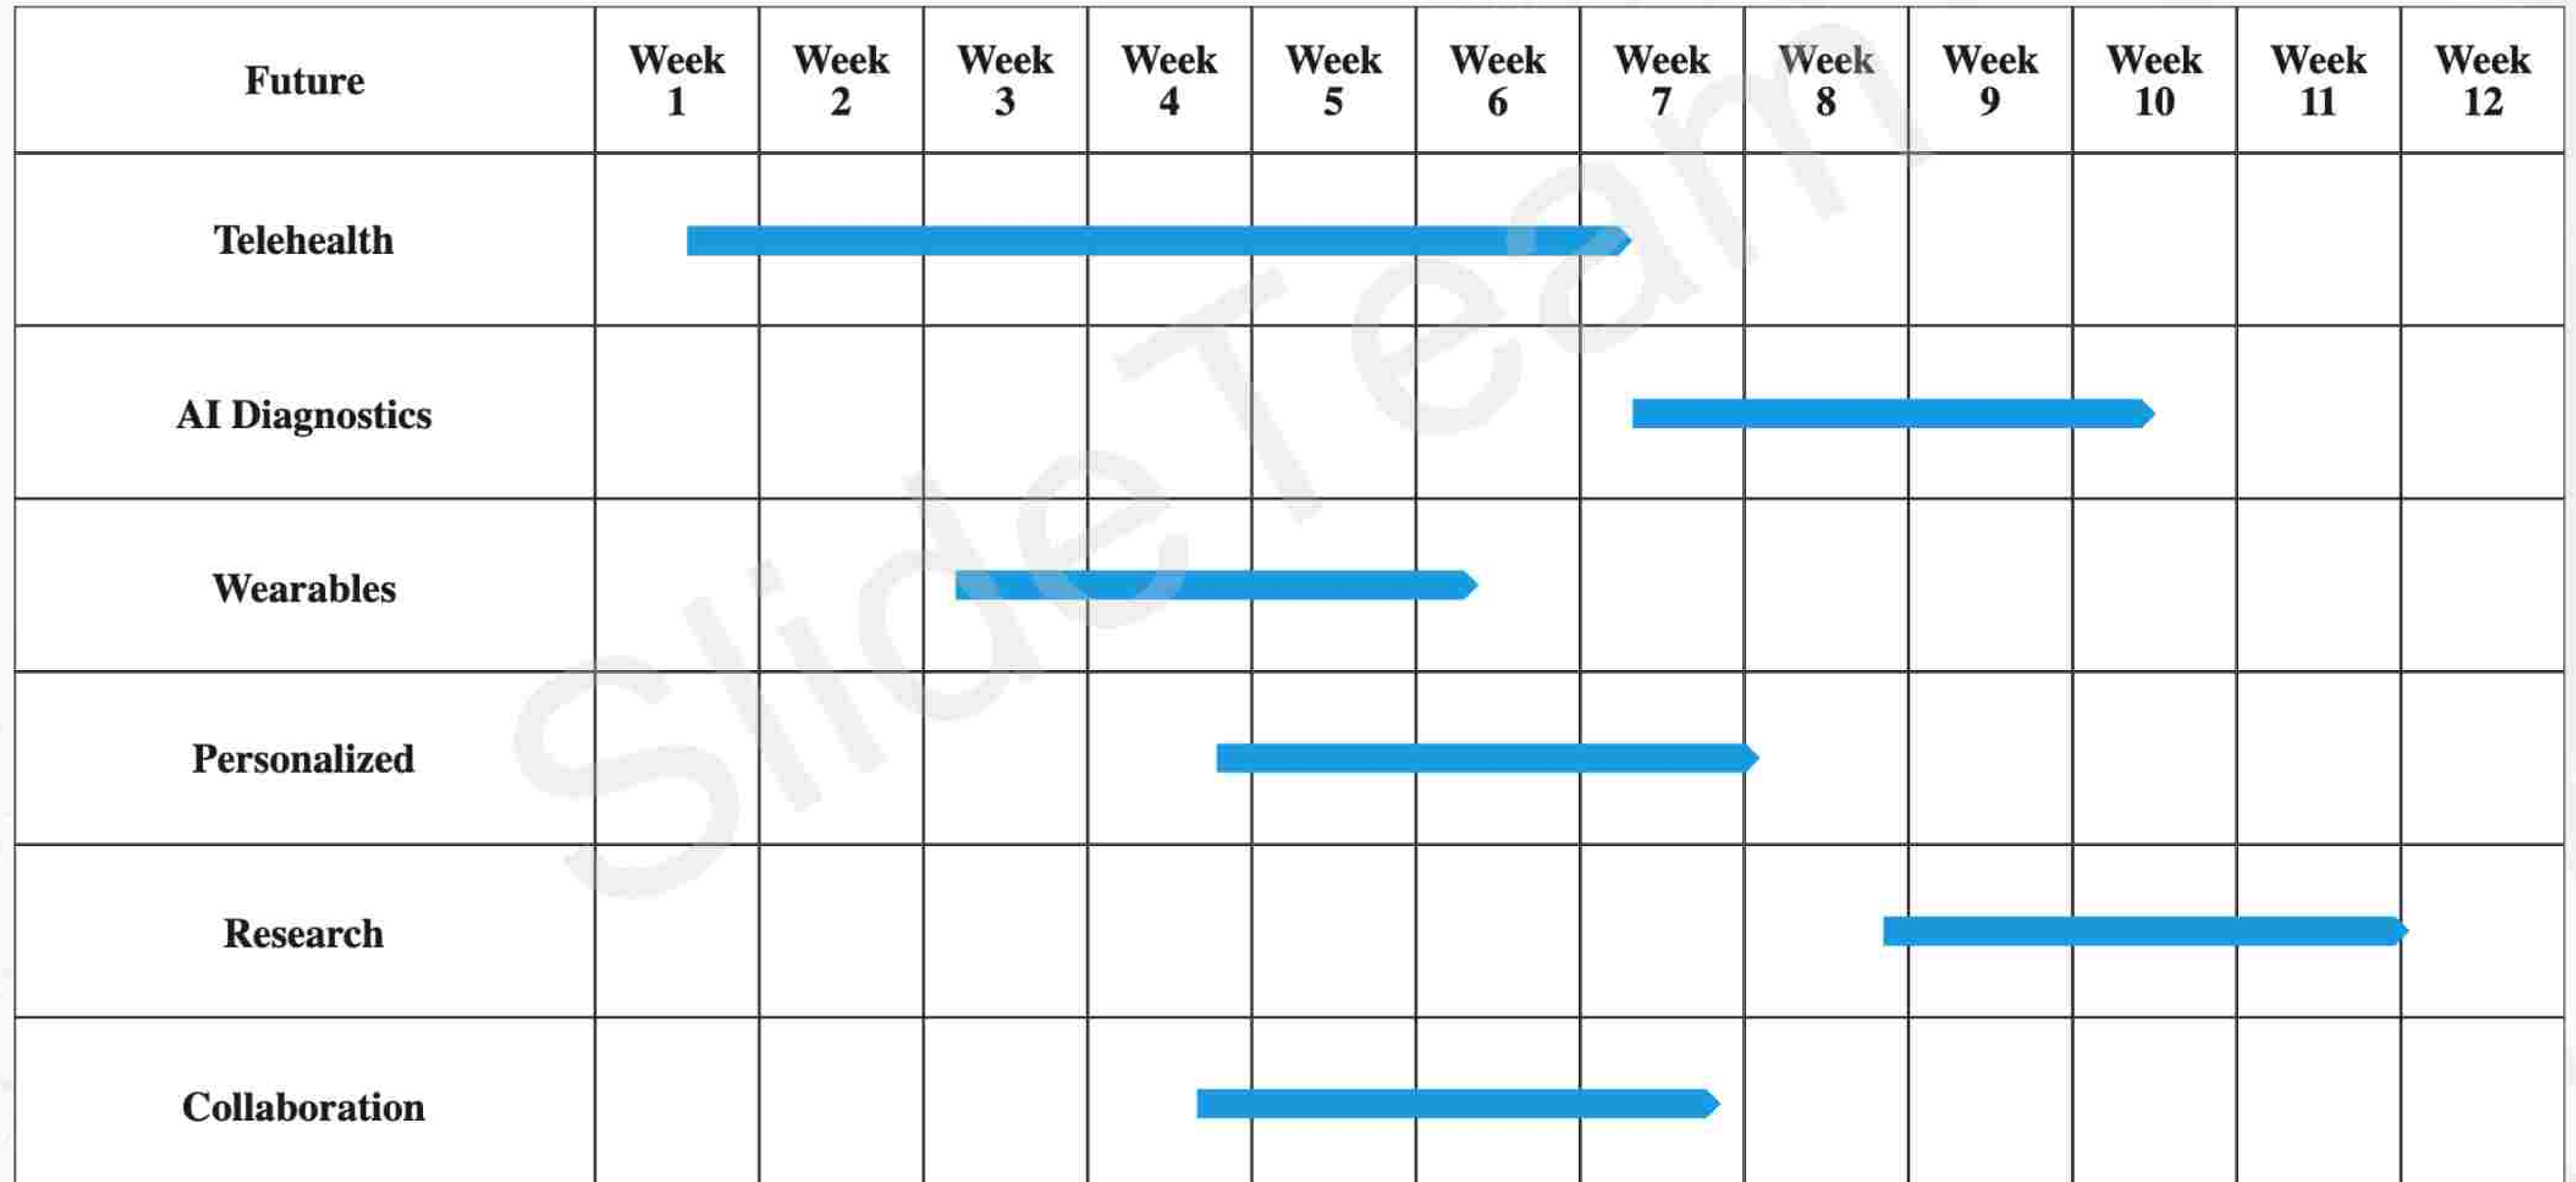 Future
Week
1
Week
2
Week
3
Week
4
Week
5
Week
6
Week
7
Week
8
Week
9
Week
10
Week
11
Week
12
Telehealth
AI Diagnostics
Wearables
Personalized
Research
Collaboration
SlideTeam